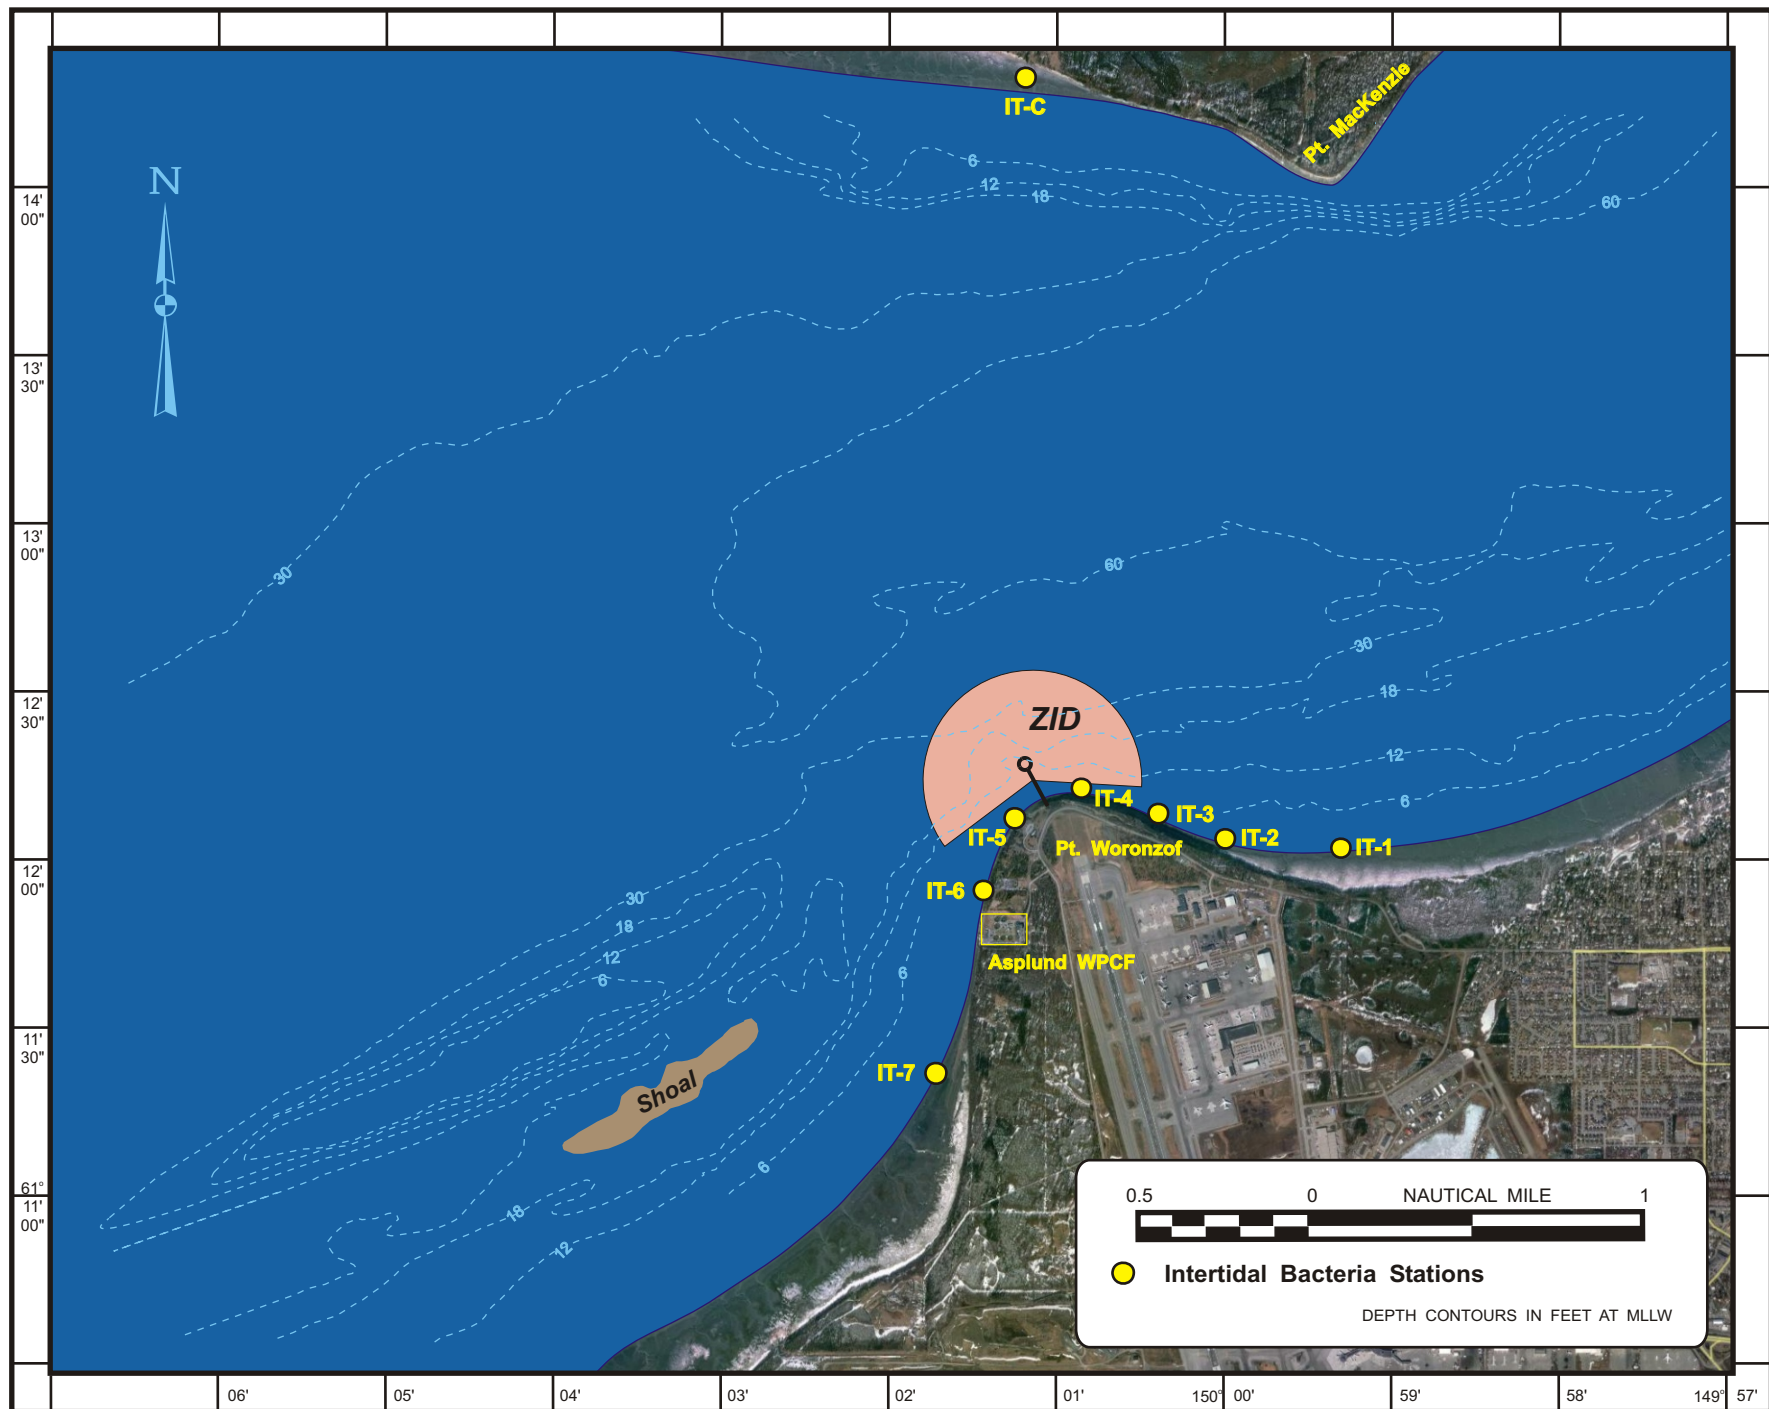 IT-C
Pt. MacKenzie
N
6
12
18
60
14'
00"
13'
30"
13'
00"
30
60
30
18
12'
30"
ZID
12
6
IT-4
IT-3
IT-5
IT-2
IT-1
Pt. Woronzof
12'
00"
IT-6
30
18
12
6
6
Asplund WPCF
11'
30"
IT-7
Shoal
6
61°
11'
00"
18
12
0.5 0 NAUTICAL MILE 1
Intertidal Bacteria Stations
DEPTH CONTOURS IN FEET AT MLLW
06' 05' 04' 03' 02' 01' 150° 00' 59' 58' 149° 57'